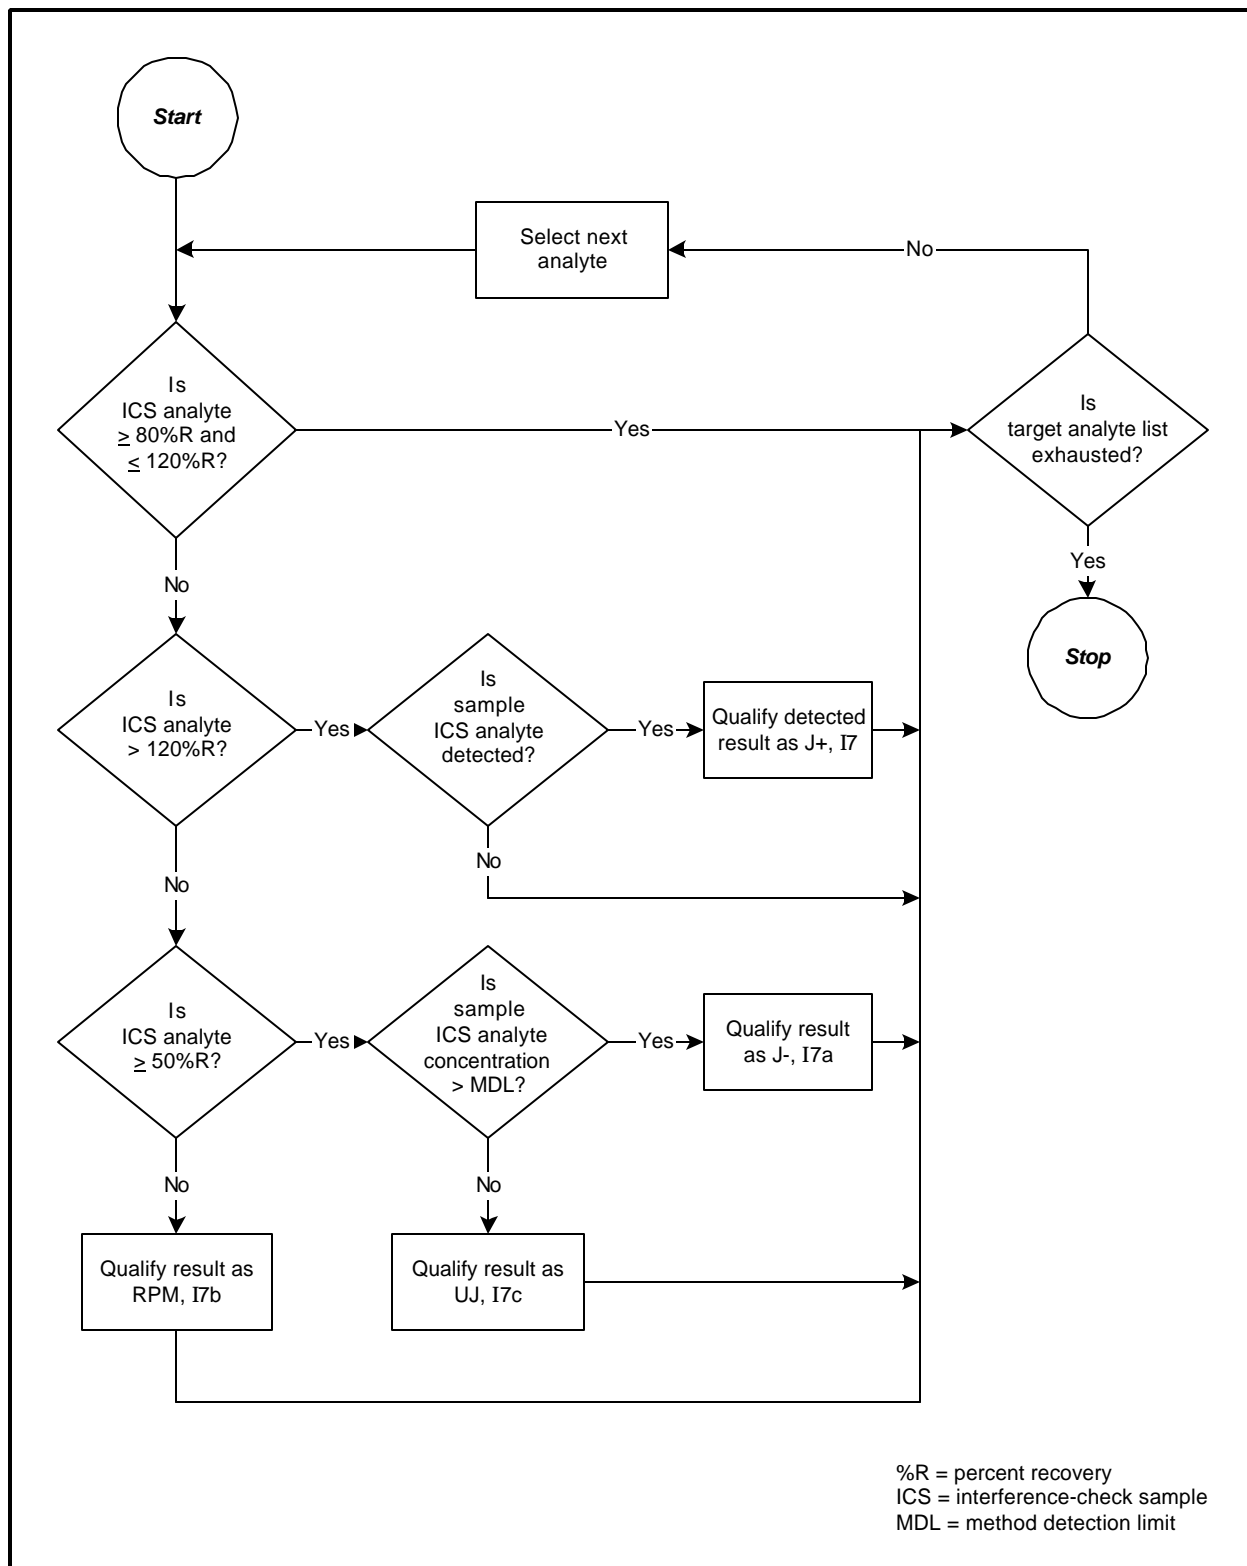 Start
Select next
analyte
No
Is
ICS analyte
≥ 80%R and
≤ 120%R?
Yes
Is
target analyte list
exhausted?
No
Yes
Stop
Is
ICS analyte
> 120%R?
Yes
Is
sample
ICS analyte
detected?
Yes
Qualify detected
result as J+, I7
No
No
Is
ICS analyte
≥ 50%R?
Yes
Is
sample
ICS analyte
concentration
> MDL?
Yes
Qualify result
as J-, I7a
No
No
Qualify result as
RPM, I7b
Qualify result as
UJ, I7c
%R = percent recovery
ICS = interference-check sample
MDL = method detection limit